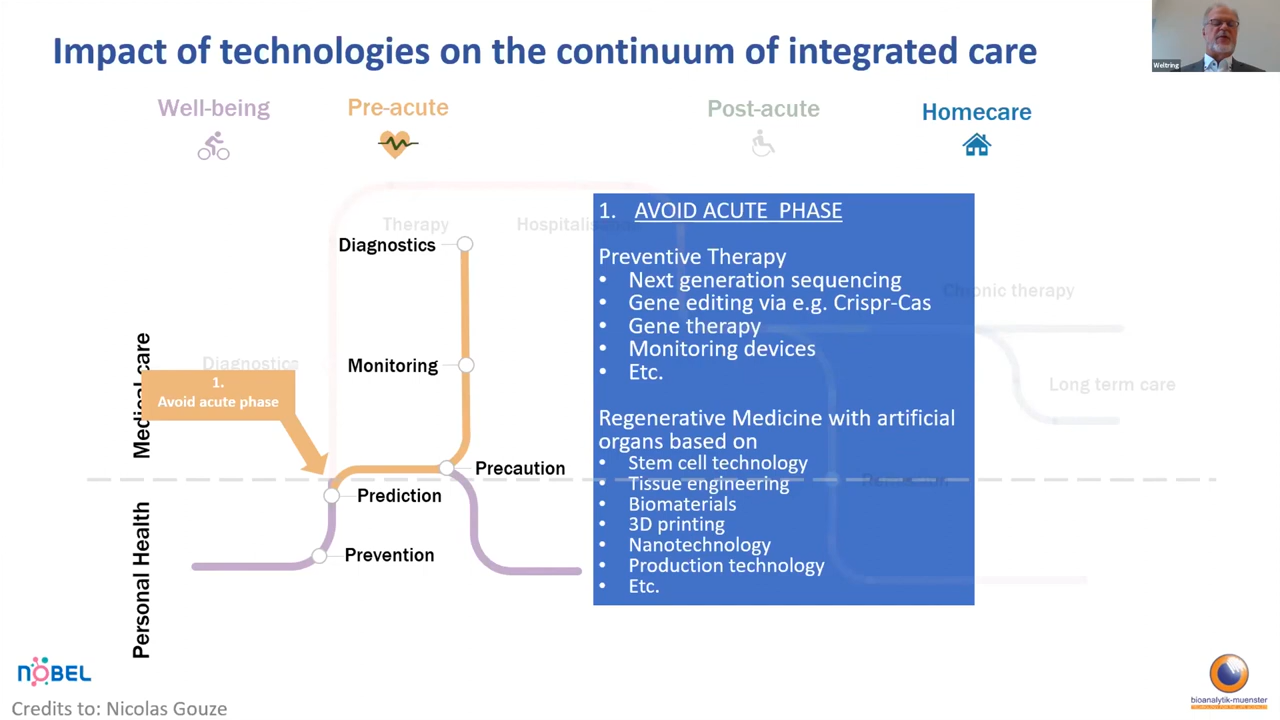 Impact of technologies on the continuum of integrated care
Weltring
Well-being
Pre-acute
Post-acute
Homecare
Therapy
Diagnostics
Diagnostics
Monitoring
1.
Avoid acute phase
Medical care
Precaution
Prediction
Prevention
Personal Health
1. AVOID ACUTE PHASE
Preventive Therapy
• Next generation sequencing
• Gene editing via e.g. Crispr-Cas
• Gene therapy
• Monitoring devices
• Etc.
Regenerative Medicine with artificial
organs based on
• Stem cell technology
• Tissue engineering
• Biomaterials
• 3D printing
• Nanotechnology
• Production technology
• Etc.
Chronic therapy
Long term care
NOBEL
Credits to: Nicolas Gouze
bioanalytik-muenster